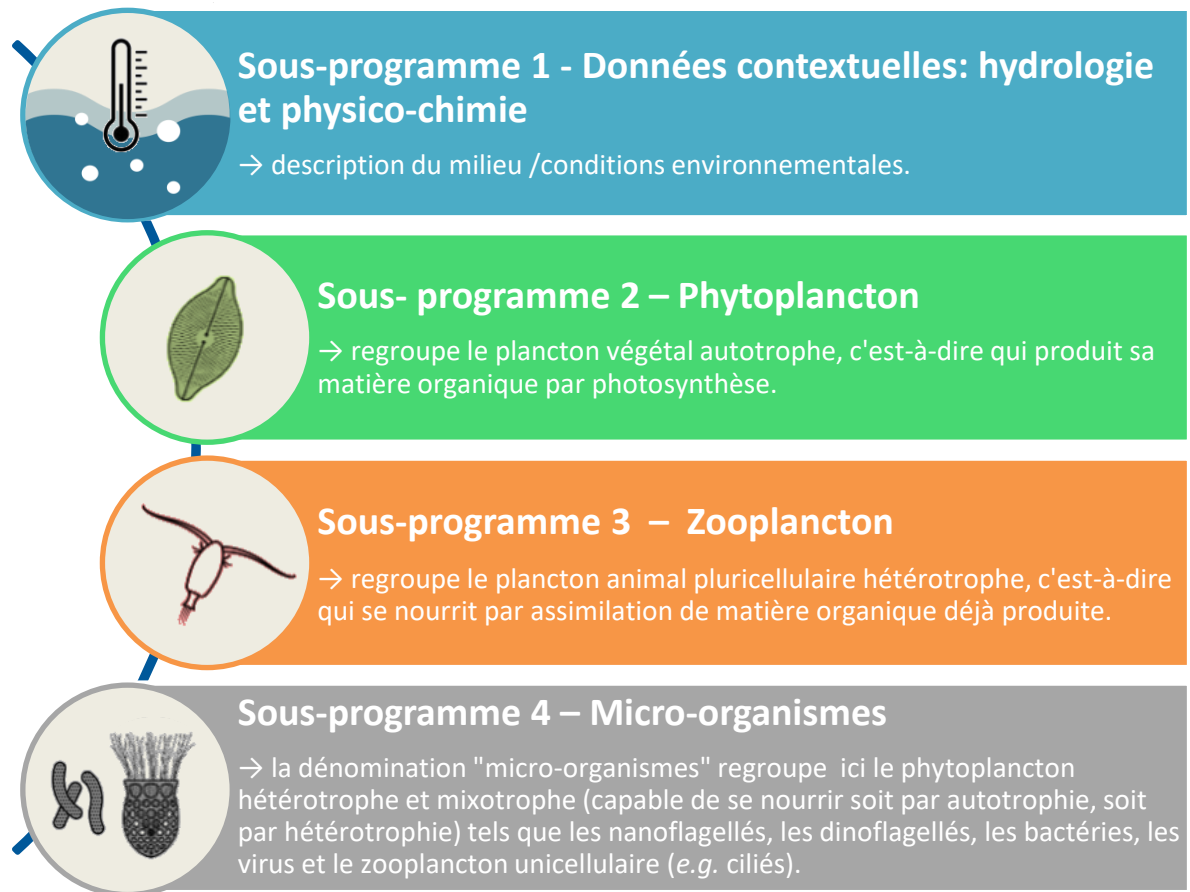 Sous-programme 1 - Données contextuelles: hydrologie
et physico-chimie
→ description du milieu /conditions environnementales.
Sous- programme 2 – Phytoplancton
→ regroupe le plancton végétal autotrophe, c'est-à-dire qui produit sa
matière organique par photosynthèse.
Sous-programme 3 – Zooplancton
→ regroupe le plancton animal pluricellulaire hétérotrophe, c'est-à-dire
qui se nourrit par assimilation de matière organique déjà produite.
Sous-programme 4 – Micro-organismes
→ la dénomination "micro-organismes" regroupe ici le phytoplancton
hétérotrophe et mixotrophe (capable de se nourrir soit par autotrophie, soit
par hétérotrophie) tels que les nanoflagellés, les dinoflagellés, les bactéries, les
virus et le zooplancton unicellulaire (e.g. ciliés).